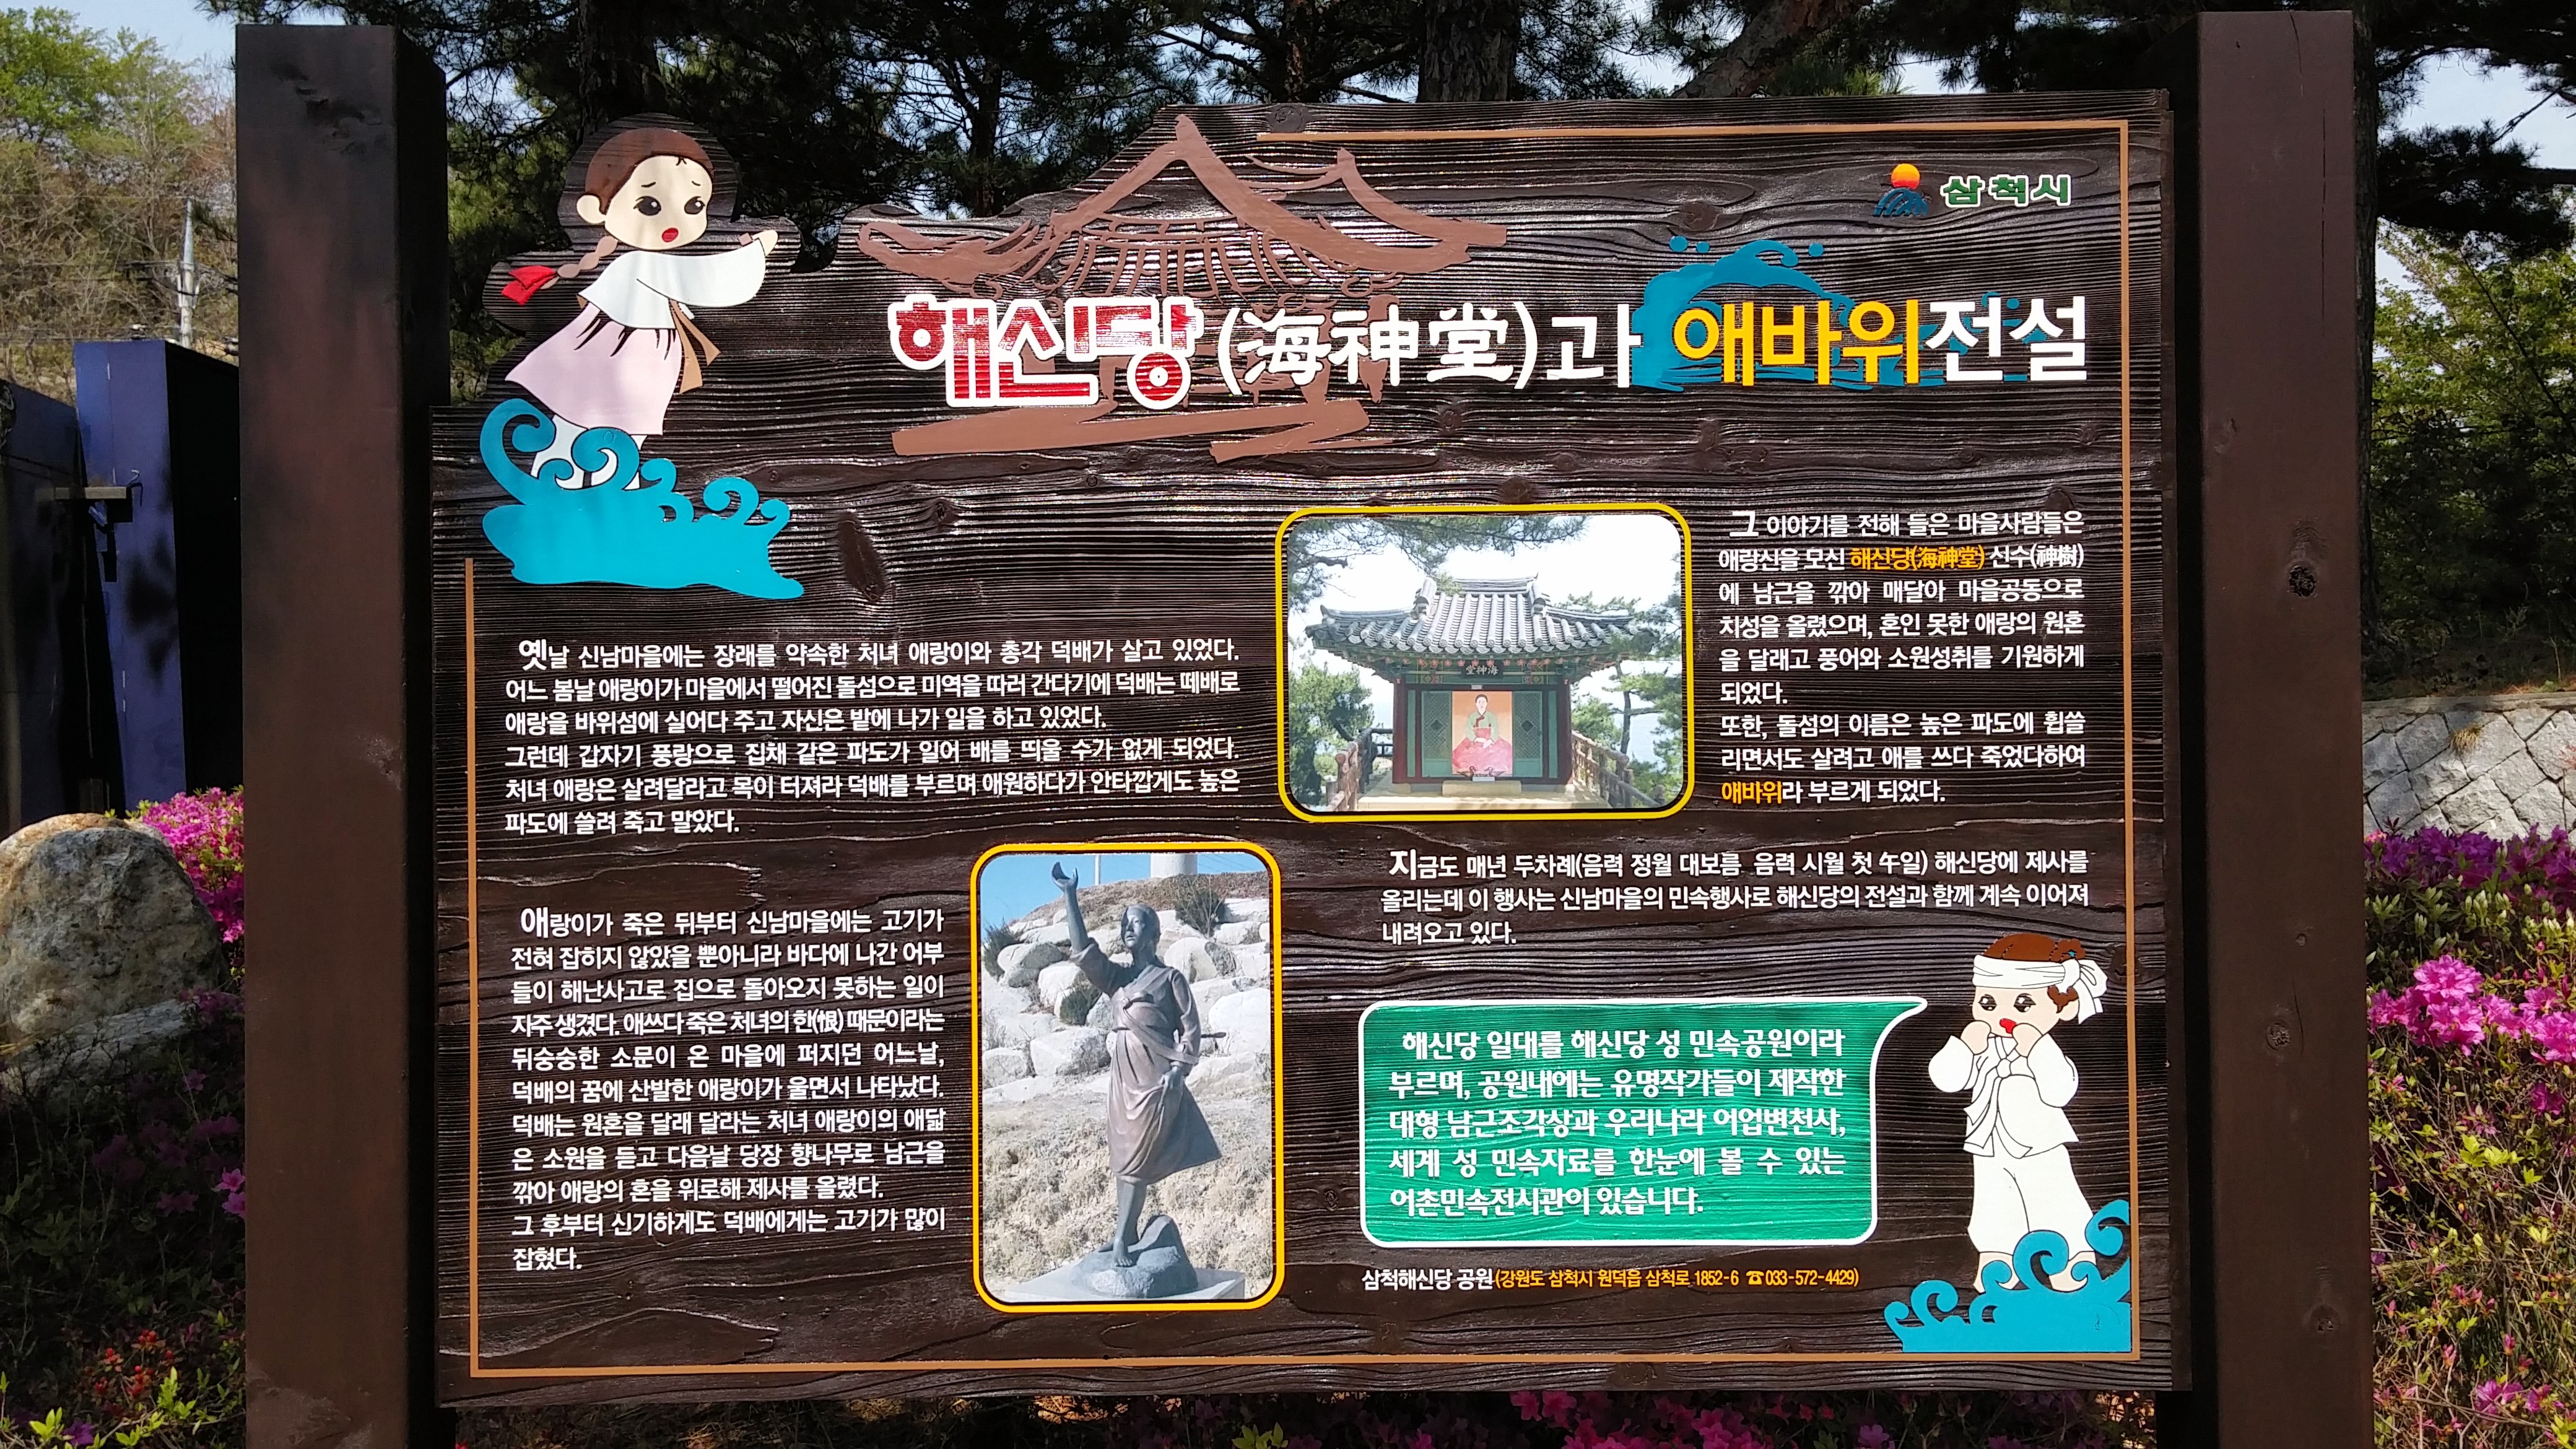 삼척시
해신당(海神堂)과 애바위전설
옛날 신남마을에는 장래를 약속한 처녀 애랑이와 총각 덕배가 살고 있었다.
어느 봄날 애랑이가 마을에서 떨어진 돌섬으로 미역을 따러 간다기에 덕배는 떼배로
애랑을 바위섬에 실어다 주고 자신은 밭에 나가 일을 하고 있었다.
그런데 갑자기 풍랑으로 집채 같은 파도가 일어 배를 띄울 수가 없게 되었다.
처녀 애랑은 살려달라고 목이 터져라 덕배를 부르며 애원하다가 안타깝게도 높은
파도에 쓸려 죽고 말았다.
애랑이가 죽은 뒤부터 신남마을에는 고기가
전혀 잡히지 않았을 뿐아니라 바다에 나간 어부
들이 해난사고로 집으로 돌아오지 못하는 일이
자주 생겼다. 애쓰다 죽은 처녀의 한(恨) 때문이라는
뒤숭숭한 소문이 온 마을에 퍼지던 어느날,
덕배의 꿈에 산발한 애랑이가 울면서 나타났다.
덕배는 원혼을 달래 달라는 처녀 애랑이의 애닯
은 소원을 듣고 다음날 당장 향나무로 남근을
깎아 애랑의 혼을 위로해 제사를 올렸다.
그 후부터 신기하게도 덕배에게는 고기가 많이
잡혔다.
海神堂
그 이야기를 전해 들은 마을사람들은
애랑신을 모신 해신당(海神堂) 신수(神樹)
에 남근을 깎아 매달아 마을공동으로
치성을 올렸으며, 혼인 못한 애랑의 원혼
을 달래고 풍어와 소원성취를 기원하게
되었다.
또한, 돌섬의 이름은 높은 파도에 휩쓸
리면서도 살려고 애를 쓰다 죽었다하여
애바위라 부르게 되었다.
지금도 매년 두차례(음력 정월 대보름 음력 시월 첫 午일) 해신당에 제사를
올리는데 이 행사는 신남마을의 민속행사로 해신당의 전설과 함께 계속 이어져
내려오고 있다.
해신당 일대를 해신당 성 민속공원이라
부르며, 공원내에는 유명작가들이 제작한
대형 남근조각상과 우리나라 어업변천사,
세계 성 민속자료를 한눈에 볼 수 있는
어촌민속전시관이 있습니다.
삼척해신당 공원(강원도 삼척시 원덕읍 삼척로 1852-6 ☎033-572-4429)